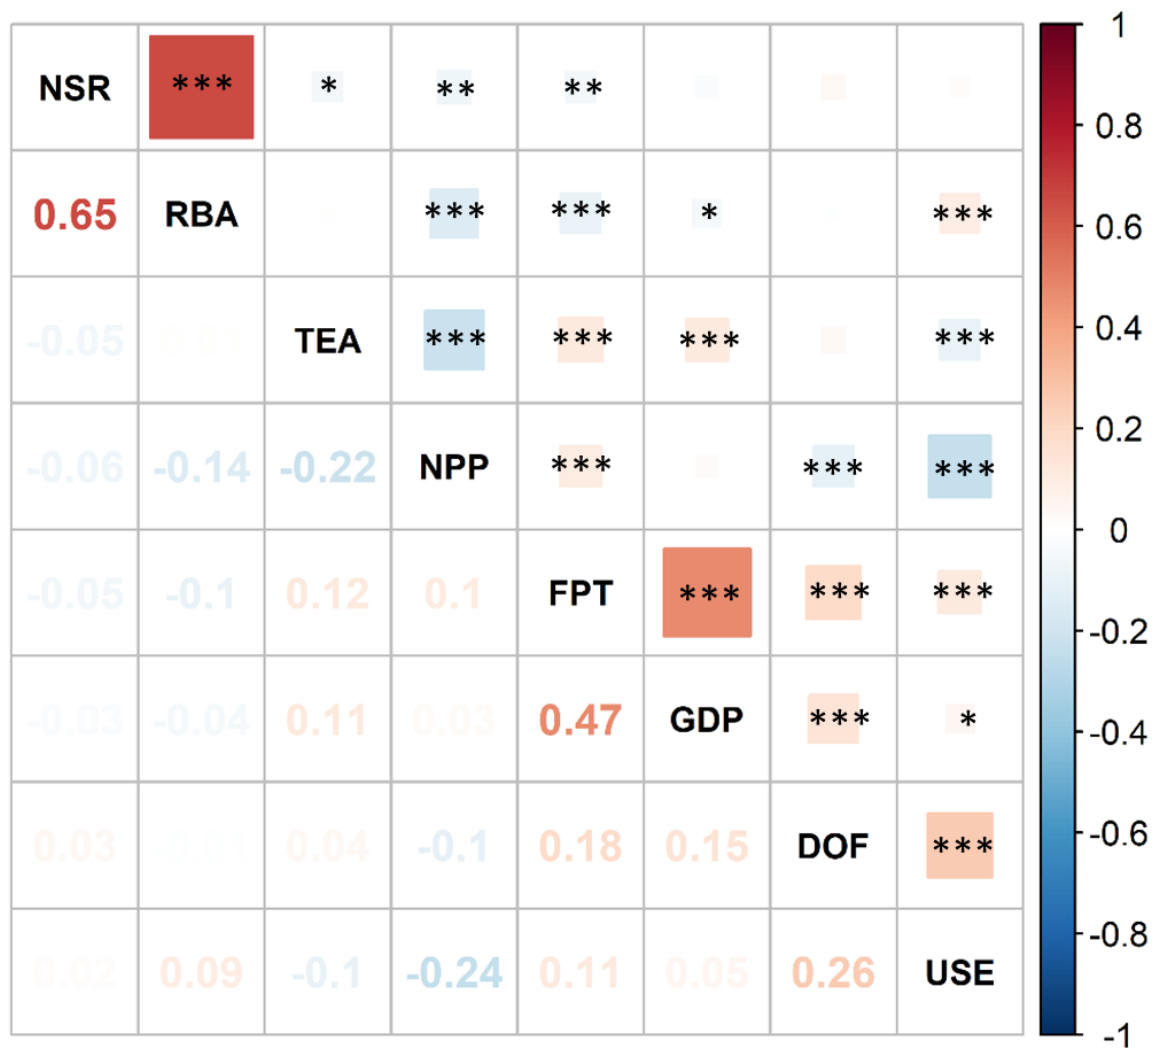 NSR *** * ** **
0.65 RBA *** *** * ***
-0.05 TEA *** *** *** ***
-0.06 -0.14 -0.22 NPP *** *** ***
-0.05 -0.1 0.12 0.1 FPT *** *** ***
-0.03 -0.04 0.11 0.03 0.47 GDP *** *
0.03 0.04 -0.1 0.18 0.15 DOF ***
0.02 0.09 -0.1 -0.24 0.11 0.05 0.26 USE
1
0.8
0.6
0.4
0.2
0
-0.2
-0.4
-0.6
-0.8
-1